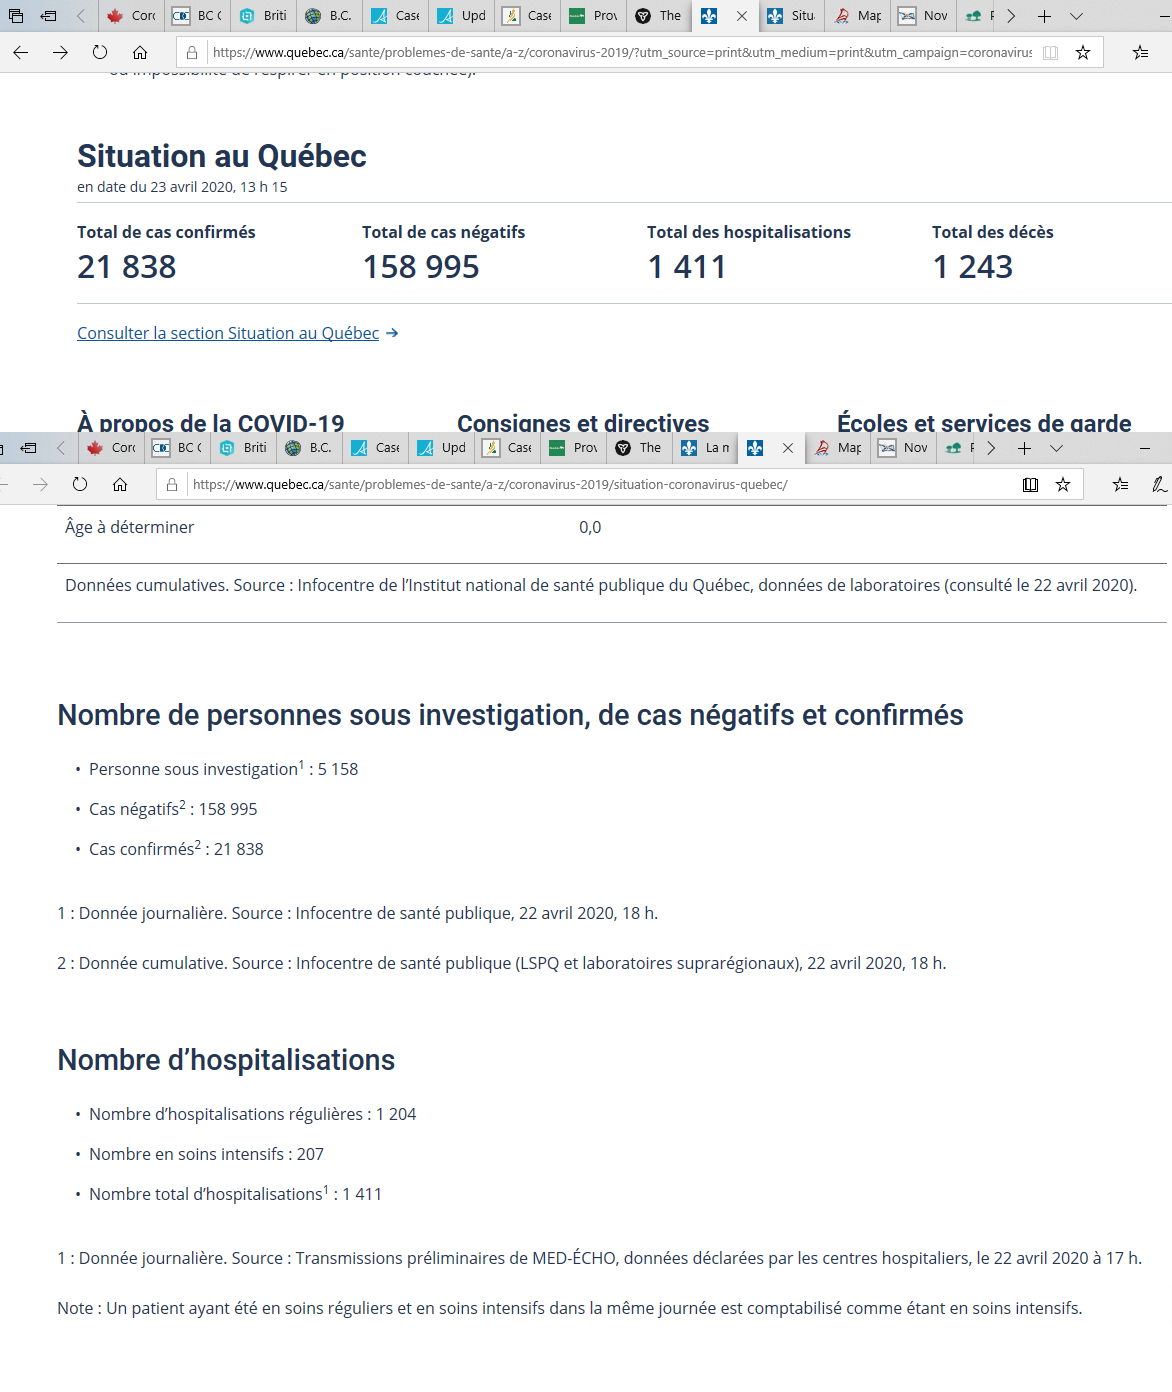 Corc
BC C
Briti
B.C.
Case
Upd
Case
Prov
The
Situ
Map
Nov
https://www.quebec.ca/sante/problemes-de-sante/a-z/coronavirus-2019/?utm_source=print&utm_medium=print&utm_campaign=coronavirus
ou impossibilité de respirer en position couchée).
Situation au Québec
en date du 23 avril 2020, 13 h 15
Total de cas confirmés Total de cas négatifs Total des hospitalisations Total des décès
21 838 158 995 1 411 1 243
Consulter la section Situation au Québec →
À propos de la COVID-19 Consignes et directives Écoles et services de garde
Corc
BC C
Briti
B.C.
Case
Upd
Case
Prov
The
La n
Map
Nov
https://www.quebec.ca/sante/problemes-de-sante/a-z/coronavirus-2019/situation-coronavirus-quebec/
Âge à déterminer 0,0
Données cumulatives. Source : Infocentre de l’Institut national de santé publique du Québec, données de laboratoires (consulté le 22 avril 2020).
Nombre de personnes sous investigation, de cas négatifs et confirmés
• Personne sous investigation1 : 5 158
• Cas négatifs2 : 158 995
• Cas confirmés2 : 21 838
1 : Donnée journalière. Source : Infocentre de santé publique, 22 avril 2020, 18 h.
2 : Donnée cumulative. Source : Infocentre de santé publique (LSPQ et laboratoires suprarégionaux), 22 avril 2020, 18 h.
Nombre d’hospitalisations
• Nombre d’hospitalisations régulières : 1 204
• Nombre en soins intensifs : 207
• Nombre total d’hospitalisations1 : 1 411
1 : Donnée journalière. Source : Transmissions préliminaires de MED-ÉCHO, données déclarées par les centres hospitaliers, le 22 avril 2020 à 17 h.
Note : Un patient ayant été en soins réguliers et en soins intensifs dans la même journée est comptabilisé comme étant en soins intensifs.